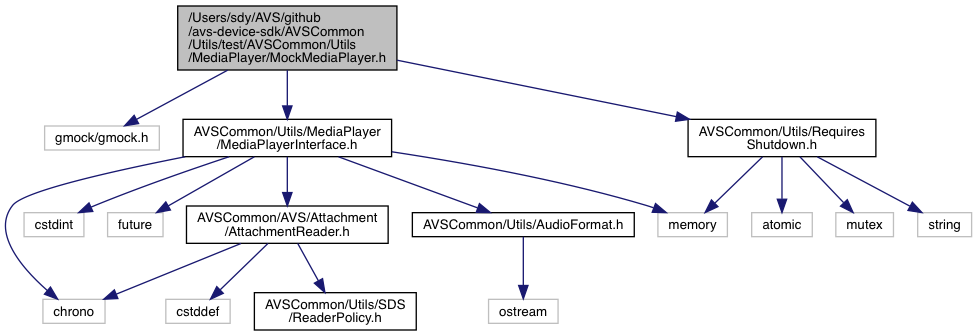 /Users/sdy/AVS/github
/avs-device-sdk/AVSCommon
/Utils/test/AVSCommon/Utils
/MediaPlayer/MockMediaPlayer.h
gmock/gmock.h
AVSCommon/Utils/MediaPlayer
/MediaPlayerInterface.h
AVSCommon/Utils/Requires
Shutdown.h
cstdint
future
AVSCommon/AVS/Attachment
/AttachmentReader.h
AVSCommon/Utils/AudioFormat.h
memory
atomic
mutex
string
chrono
cstddef
AVSCommon/Utils/SDS
/ReaderPolicy.h
ostream